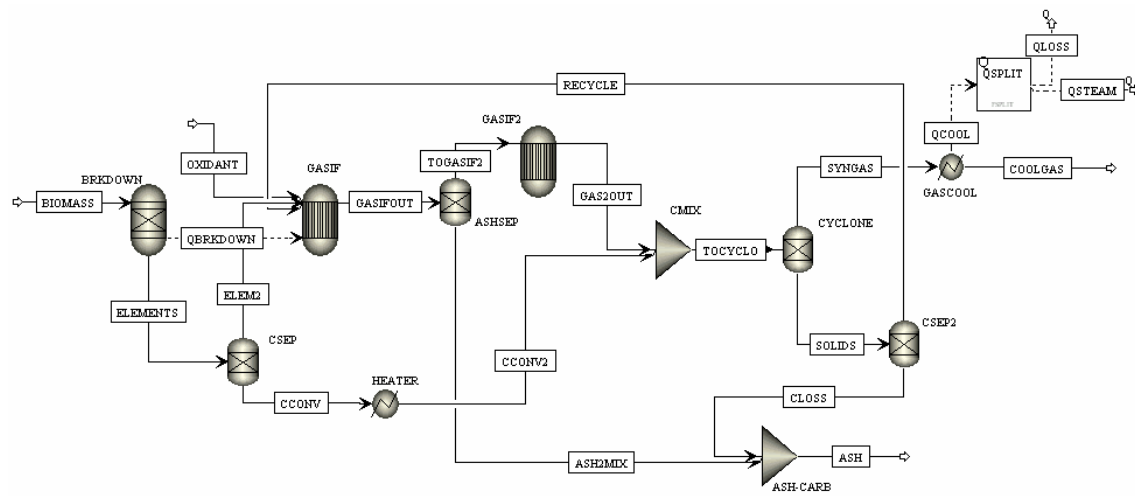 Q
QLOSS
Q
QSPLIT
Q
QSTEAM
RECYCLE
GASIF2
QCOOL
OXIDANT
GASIF
TOGASIF2
SYNGAS
COOLGAS
BRKDOWN
GASCOOL
BIOMASS
GASIFOUT
GAS2OUT
CMIX
CYCLONE
ASHSEP
QBRKDOWN
TOCYCLO
ELEM2
ELEMENTS
CSEP
CSEP2
SOLIDS
CCONV2
HEATER
CCONV
CLOSS
ASH2MIX
ASH
ASH-CARB